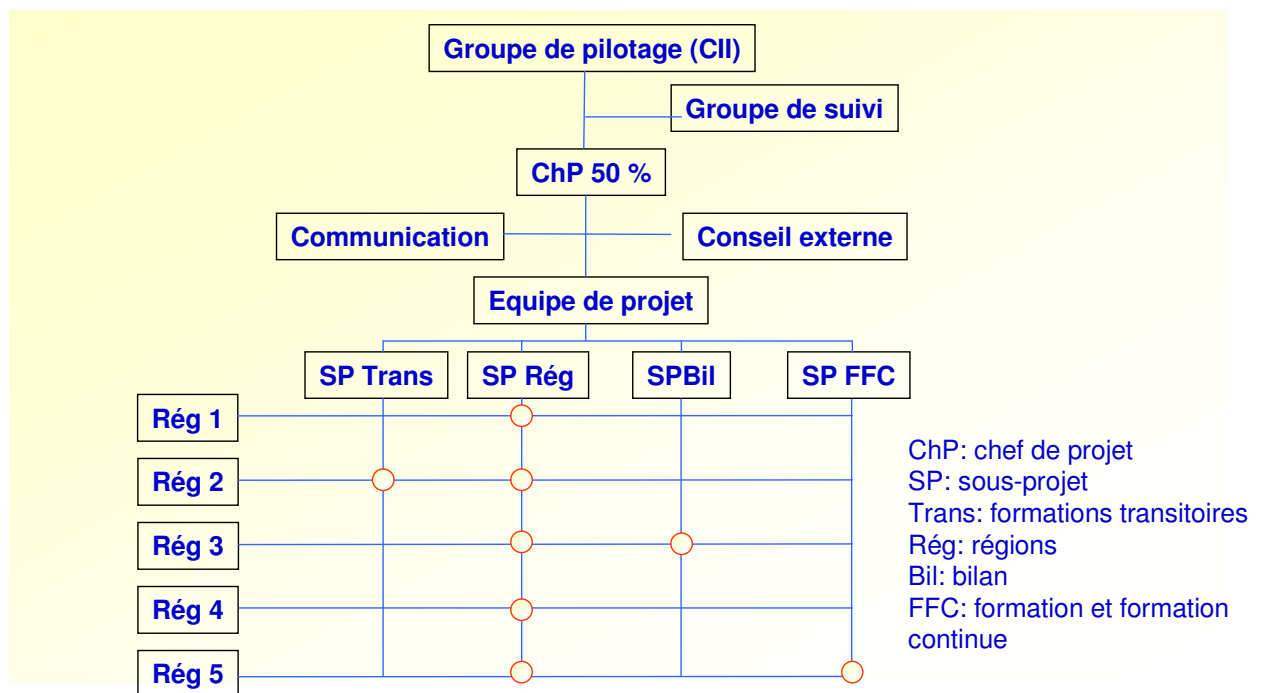 Groupe de pilotage (CII)
Groupe de suivi
ChP 50 %
Communication
Conseil externe
Equipe de projet
SP Trans
SP Rég
SPBil
SP FFC
Rég 1
Rég 2
Rég 3
Rég 4
Rég 5
ChP: chef de projet
SP: sous-projet
Trans: formations transitoires
Rég: régions
Bil: bilan
FFC: formation et formation
continue